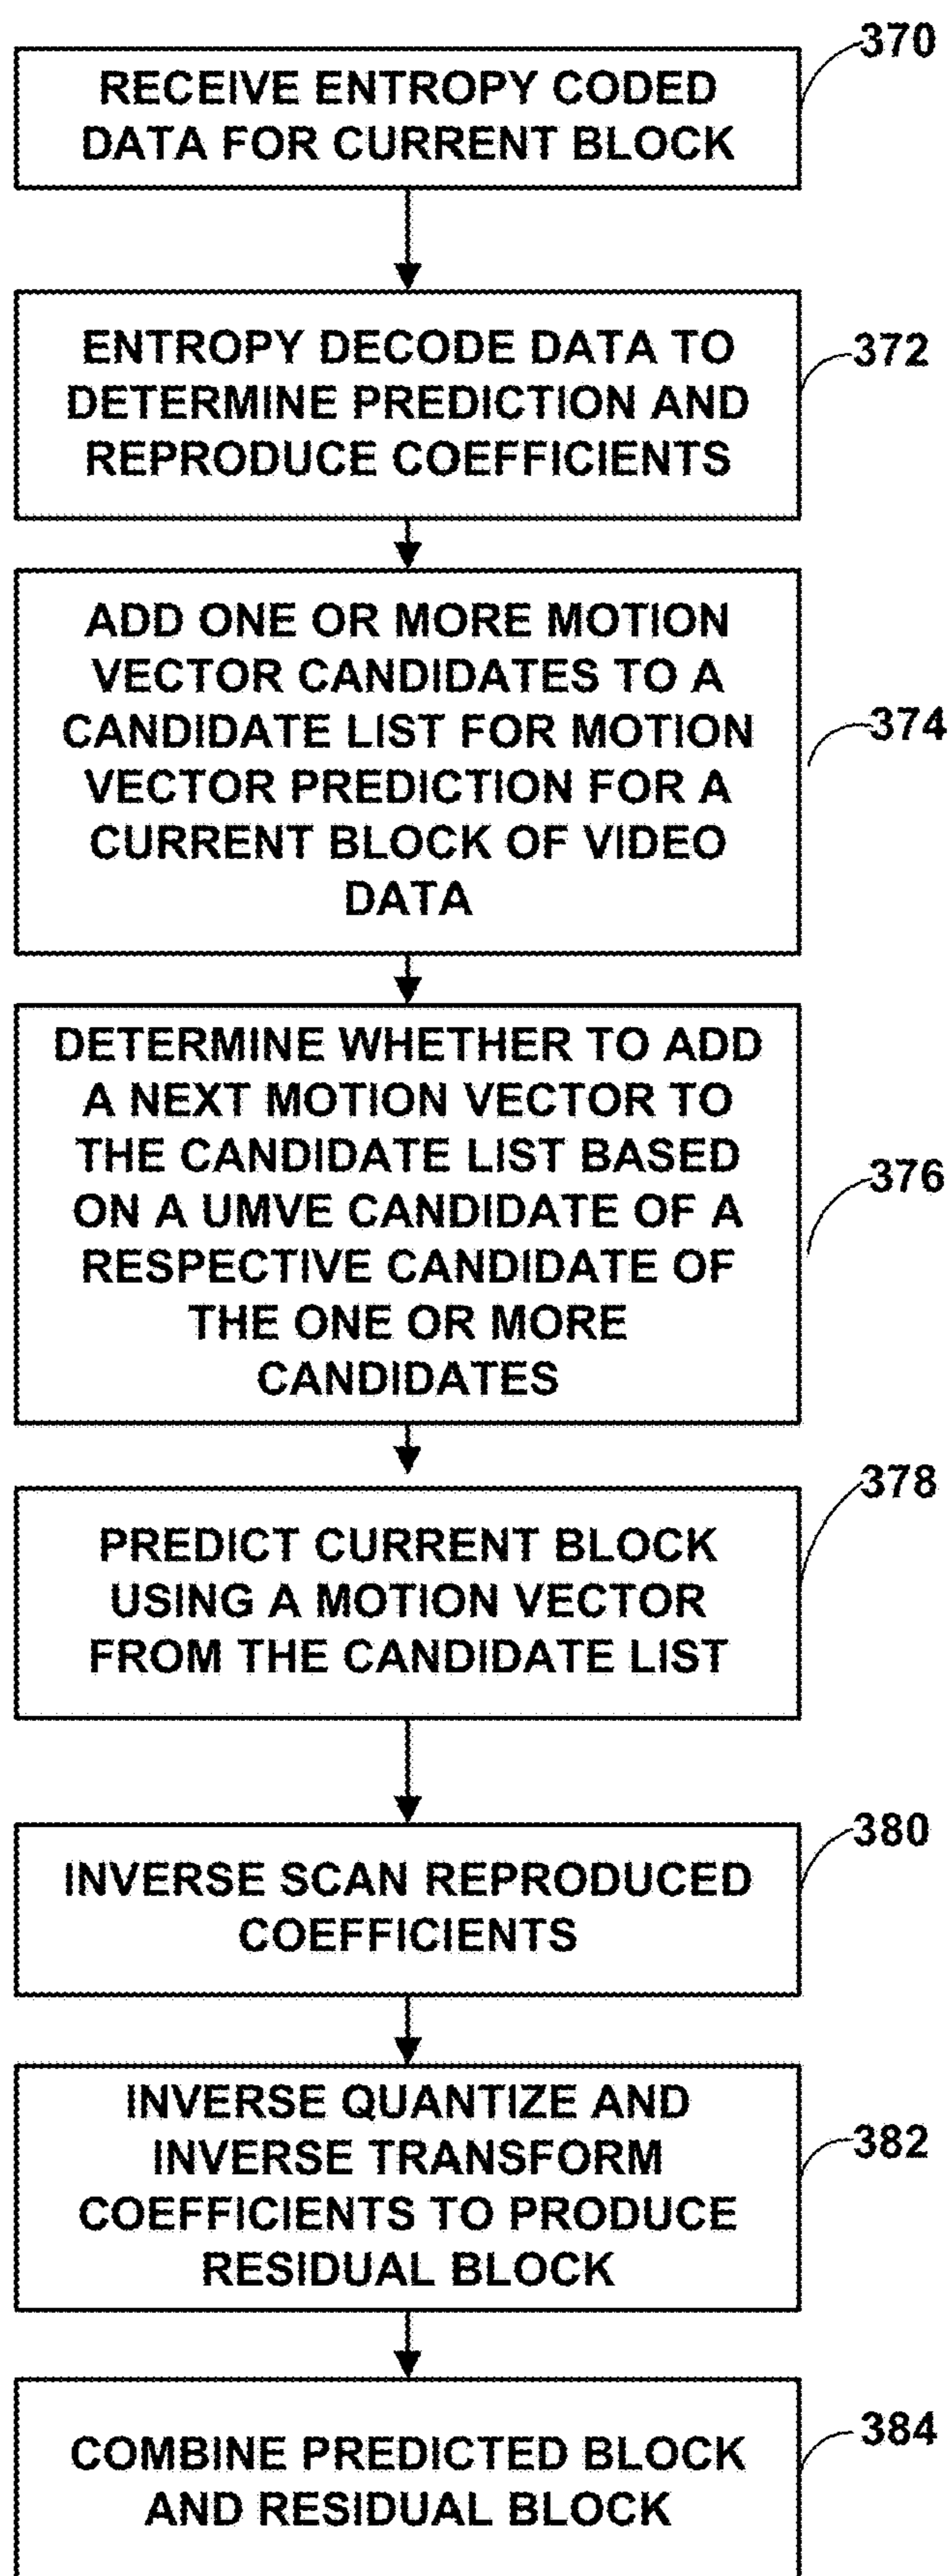 370
RECEIVE ENTROPY CODED
DATA FOR CURRENT BLOCK
372
ENTROPY DECODE DATA TO
DETERMINE PREDICTION AND
REPRODUCE COEFFICIENTS
374
ADD ONE OR MORE MOTION
VECTOR CANDIDATES TO A
CANDIDATE LIST FOR MOTION
VECTOR PREDICTION FOR A
CURRENT BLOCK OF VIDEO
DATA
376
DETERMINE WHETHER TO ADD
A NEXT MOTION VECTOR TO
THE CANDIDATE LIST BASED
ON A UMVE CANDIDATE OF A
RESPECTIVE CANDIDATE OF
THE ONE OR MORE
CANDIDATES
378
PREDICT CURRENT BLOCK
USING A MOTION VECTOR
FROM THE CANDIDATE LIST
380
INVERSE SCAN REPRODUCED
COEFFICIENTS
382
INVERSE QUANTIZE AND
INVERSE TRANSFORM
COEFFICIENTS TO PRODUCE
RESIDUAL BLOCK
384
COMBINE PREDICTED BLOCK
AND RESIDUAL BLOCK